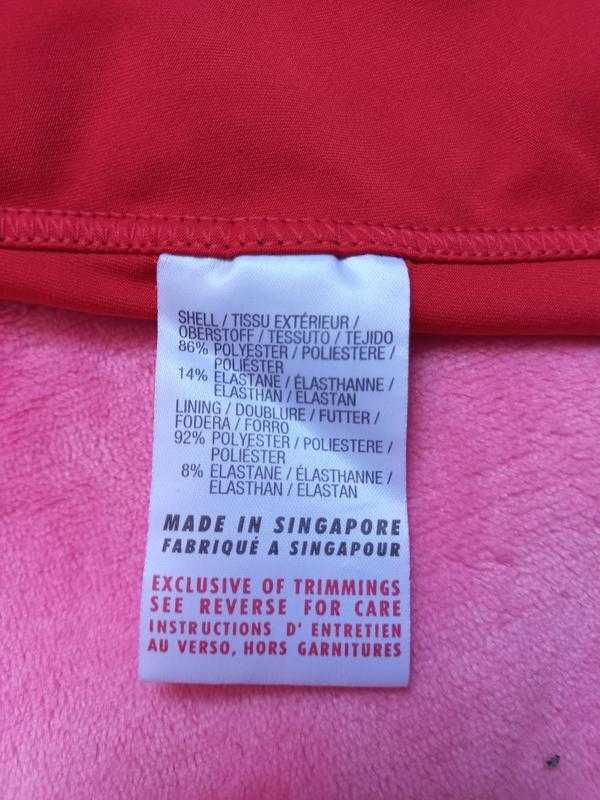 SHELL / TISSU EXTÉRIEUR /
OBERSTOFF / TESSUTO / TEJIDO
86% POLYESTER / POLIESTERE /
POLIÉSTER
14% ELASTANE / ÉLASTHANNE /
ELASTHAN / ELASTAN
LINING / DOUBLURE / FUTTER /
FODERA / FORRO
92% POLYESTER / POLIESTERE /
POLIÉSTER
8% ELASTANE / ÉLASTHANNE /
ELASTHAN / ELASTAN
MADE IN SINGAPORE
FABRIQUÉ A SINGAPOUR
EXCLUSIVE OF TRIMMINGS
SEE REVERSE FOR CARE
INSTRUCTIONS D' ENTRETIEN
AU VERSO, HORS GARNITURES